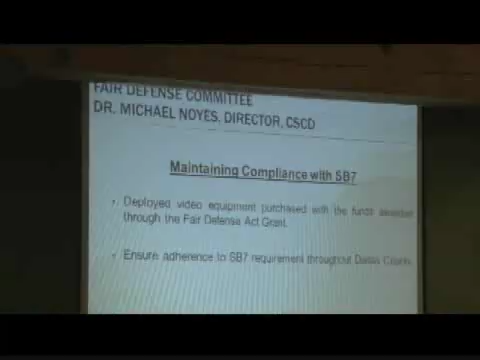 FAIR DEFENSE COMMITTEE
DR. MICHAEL NOYES, DIRECTOR, CSCD
Maintaining Compliance with SB7
• Deployed video equipment purchased with the funds awarded
through the Fair Defense Act Grant.
• Ensure adherence to SB7 requirement throughout Dallas County.